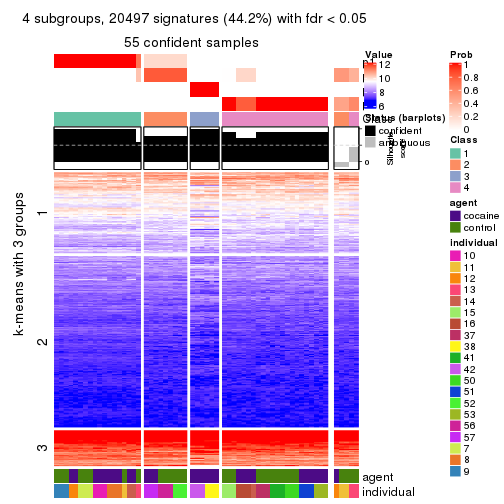 4 subgroups, 20497 signatures (44.2%) with fdr < 0.05
55 confident samples
k-means with 3 groups
1
2
3
Value
12
10
8
6
Status (barplots)
confident
ambiguous
Class
0
agent
individual
Prob
1
0.8
0.6
0.4
0.2
0
Class
1
2
3
4
agent
cocaine
control
individual
10
11
12
13
14
15
16
37
38
41
42
50
51
52
53
56
57
7
8
9